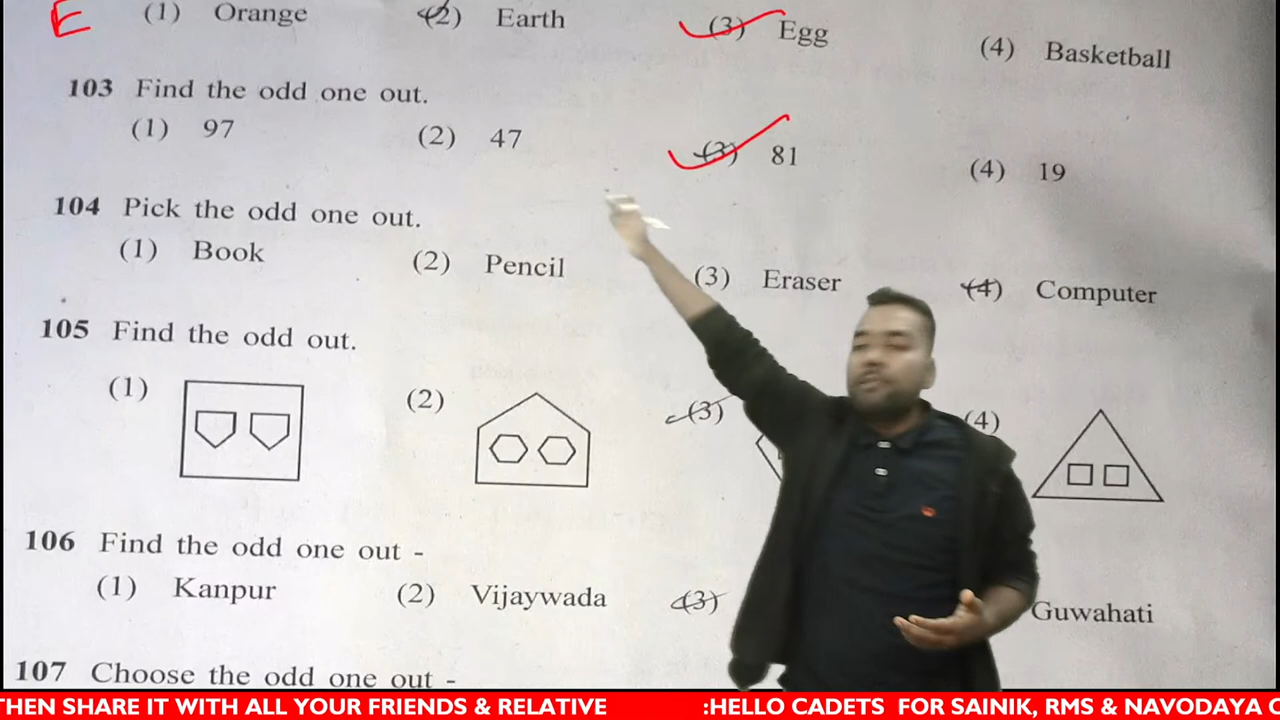 E (1) Orange (2) Earth (3) Egg (4) Basketball
103 Find the odd one out.
(1) 97 (2) 47 (3) 81 (4) 19
104 Pick the odd one out.
(1) Book (2) Pencil (3) Eraser (4) Computer
105 Find the odd out.
(1) (2) (3) (4)
106 Find the odd one out -
(1) Kanpur (2) Vijaywada (3) Guwahati
107 Choose the odd one out -
THEN SHARE IT WITH ALL YOUR FRIENDS & RELATIVE :HELLO CADETS FOR SAINIK, RMS & NAVODAYA